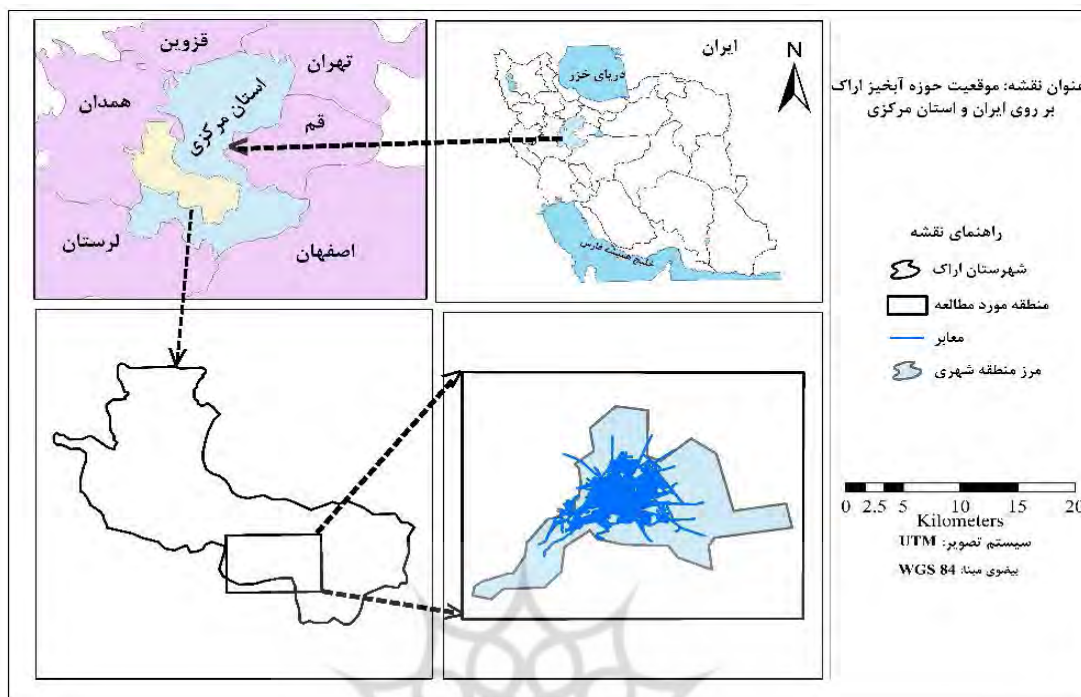 عنوان نقشه: موقعیت حوزه آبخیز اراک
بر روی ایران و استان مرکزی
ایران
N
دریای خزر
خلیج همیشه فارس
قزوین
تهران
همدان
استان مرکزی
قم
لرستان
اصفهان
راهنمای نقشه
شهرستان اراک
منطقه مورد مطالعه
معابر
مرز منطقه شهری
0 2.5 5 10 15 20
Kilometers
سیستم تصویر: UTM
بیضوی مبنا: WGS 84